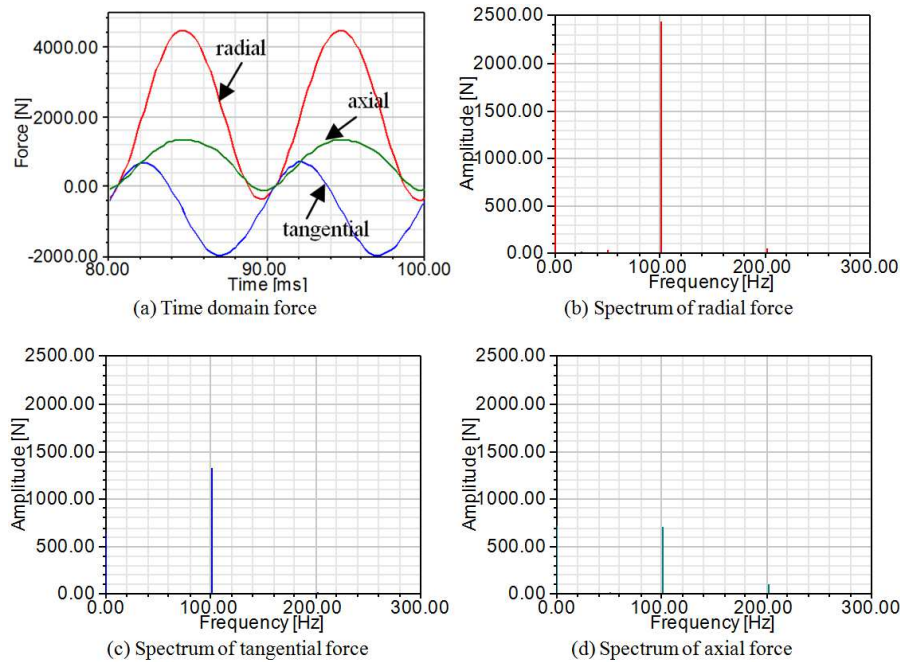 4000.00
2000.00
0.00
-2000.00
Force [N]
radial
axial
tangential
80.00 90.00 100.00
Time [ms]
(a) Time domain force
2500.00
2000.00
1500.00
1000.00
500.00
0.00
Amplitude [N]
0.00 100.00 200.00 300.00
Frequency [Hz]
(b) Spectrum of radial force
2500.00
2000.00
1500.00
1000.00
500.00
0.00
Amplitude [N]
0.00 100.00 200.00 300.00
Frequency [Hz]
(c) Spectrum of tangential force
2500.00
2000.00
1500.00
1000.00
500.00
0.00
Amplitude [N]
0.00 100.00 200.00 300.00
Frequency [Hz]
(d) Spectrum of axial force